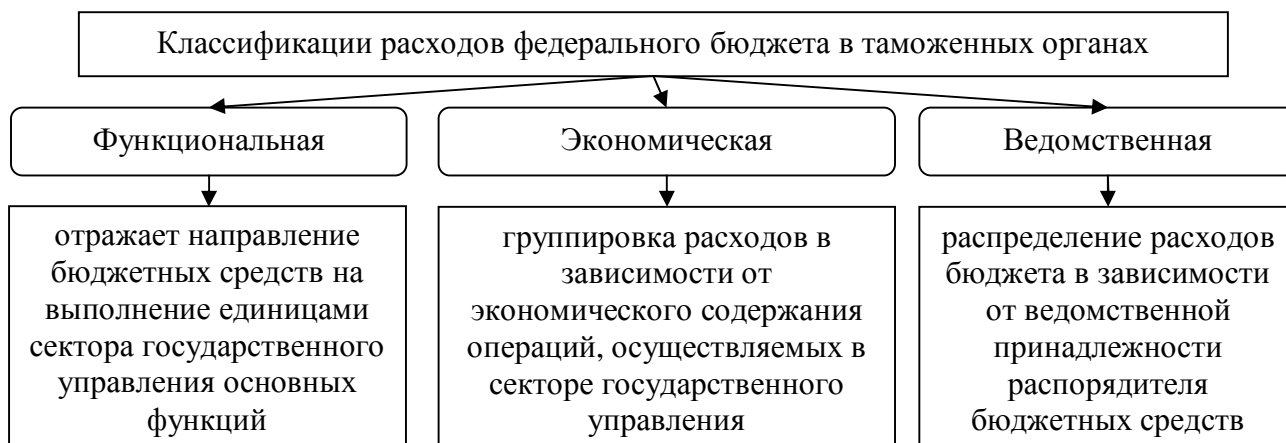 Классификации расходов федерального бюджета в таможенных органах
Функциональная
Экономическая
Ведомственная
отражает направление
бюджетных средств на
выполнение единицами
сектора государственного
управления основных
функций
группировка расходов в
зависимости от
экономического содержания
операций, осуществляемых в
секторе государственного
управления
распределение расходов
бюджета в зависимости
от ведомственной
принадлежности
распорядителя
бюджетных средств